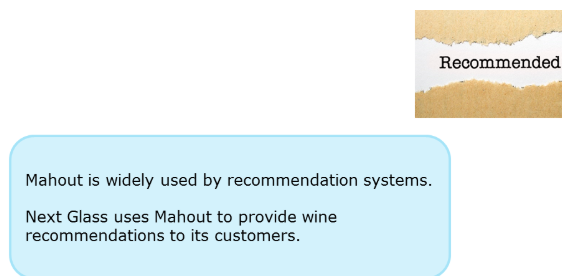 Recommended
Mahout is widely used by recommendation systems.
Next Glass uses Mahout to provide wine
recommendations to its customers.